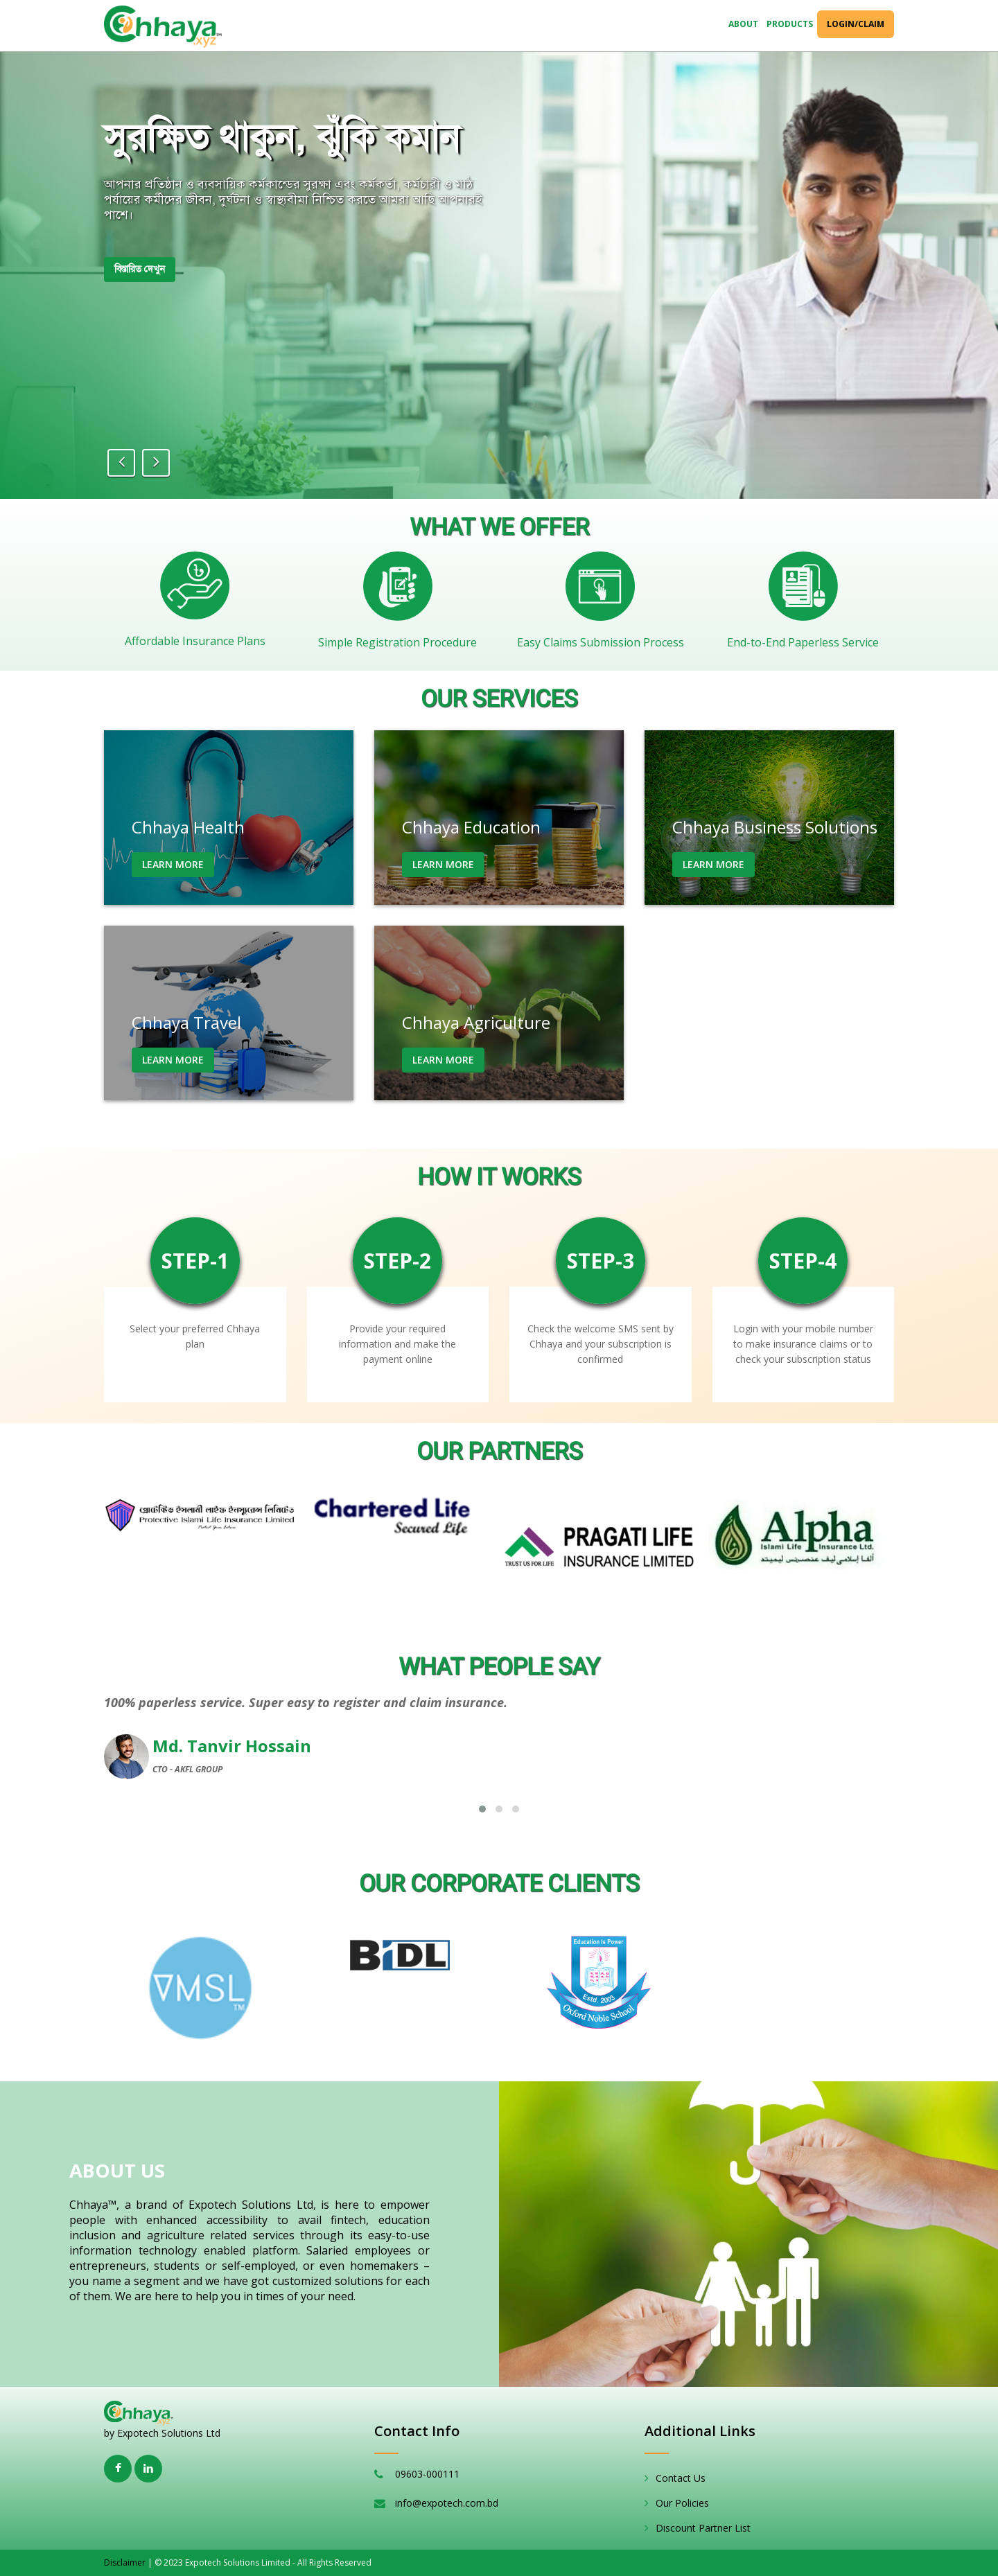 Chhaya™
.xyz
ABOUT
PRODUCTS
LOGIN/CLAIM
সুরক্ষিত থাকুন, ঝুঁকি কমান
আপনার প্রতিষ্ঠান ও ব্যবসায়িক কর্মকান্ডের সুরক্ষা এবং কর্মকর্তা, কর্মচারী ও মাঠ
পর্যায়ের কর্মীদের জীবন, দুর্ঘটনা ও স্বাস্থ্যবীমা নিশ্চিত করতে আমরা আছি আপনারই
পাশে।
বিস্তারিত দেখুন
WHAT WE OFFER
Affordable Insurance Plans
Simple Registration Procedure
Easy Claims Submission Process
End-to-End Paperless Service
OUR SERVICES
Chhaya Health
LEARN MORE
Chhaya Education
LEARN MORE
Chhaya Business Solutions
LEARN MORE
Chhaya Travel
LEARN MORE
Chhaya Agriculture
LEARN MORE
HOW IT WORKS
STEP-1
Select your preferred Chhaya
plan
STEP-2
Provide your required
information and make the
payment online
STEP-3
Check the welcome SMS sent by
Chhaya and your subscription is
confirmed
STEP-4
Login with your mobile number
to make insurance claims or to
check your subscription status
OUR PARTNERS
প্রোটেক্টিভ ইসলামী লাইফ ইনস্যুরেন্স লিমিটেড
Protective Islami Life Insurance Limited
Protect Your Future
Chartered Life
Secured Life
PRAGATI LIFE
INSURANCE LIMITED
TRUST US FOR LIFE
Alpha
Islami Life Insurance Ltd.
WHAT PEOPLE SAY
100% paperless service. Super easy to register and claim insurance.
Md. Tanvir Hossain
CTO - AKFL GROUP
OUR CORPORATE CLIENTS
VMSL™
BiDL
Education Is Power
Estd. 2003
Oxford Noble School
ABOUT US
Chhaya™, a brand of Expotech Solutions Ltd, is here to empower
people with enhanced accessibility to avail fintech, education
inclusion and agriculture related services through its easy-to-use
information technology enabled platform. Salaried employees or
entrepreneurs, students or self-employed, or even homemakers –
you name a segment and we have got customized solutions for each
of them. We are here to help you in times of your need.
Chhaya™
.xyz
by Expotech Solutions Ltd
Contact Info
09603-000111
info@expotech.com.bd
Additional Links
Contact Us
Our Policies
Discount Partner List
Disclaimer | © 2023 Expotech Solutions Limited - All Rights Reserved